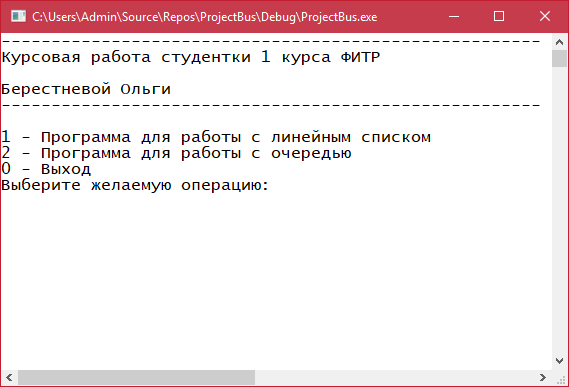 C:\Users\Admin\Source\Repos\ProjectBus\Debug\ProjectBus.exe
------------------------------------------------------
Курсовая работа студентки 1 курса ФИТР
Берестневой Ольги
------------------------------------------------------
1 - Программа для работы с линейным списком
2 - Программа для работы с очередью
0 - Выход
Выберите желаемую операцию: